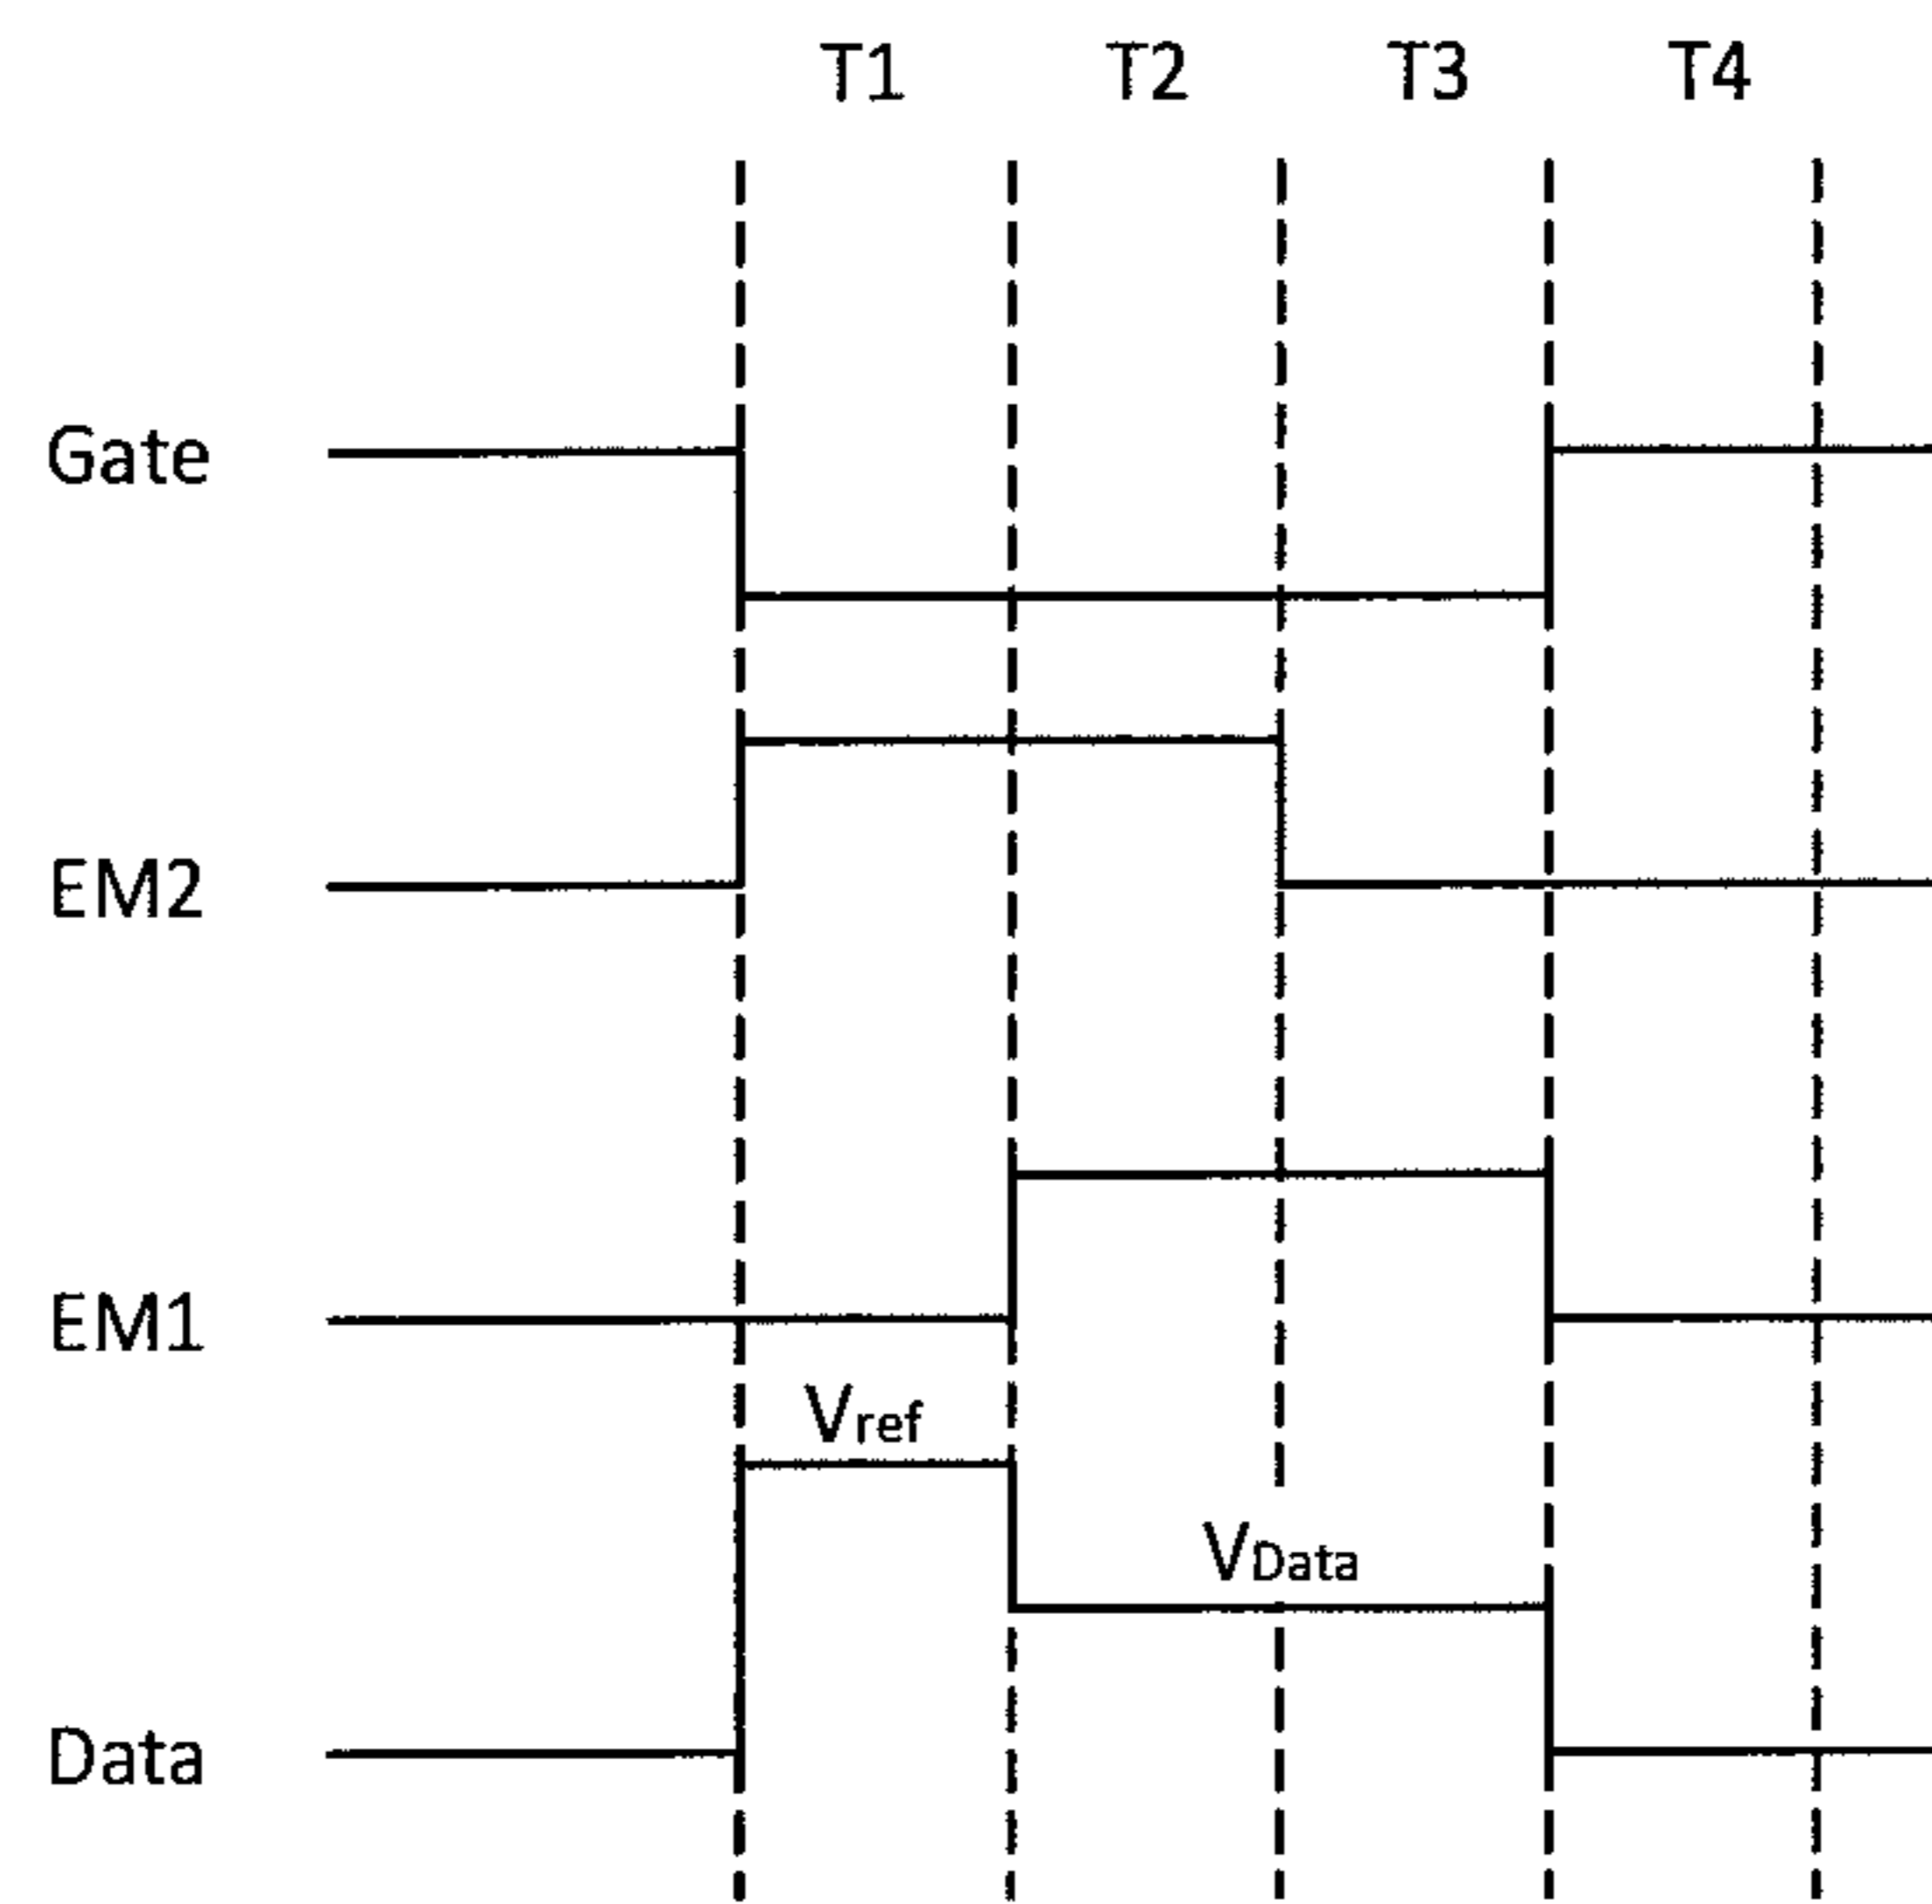 T1 T2 T3 T4
Gate
EM2
EM1
Vref
VData
Data